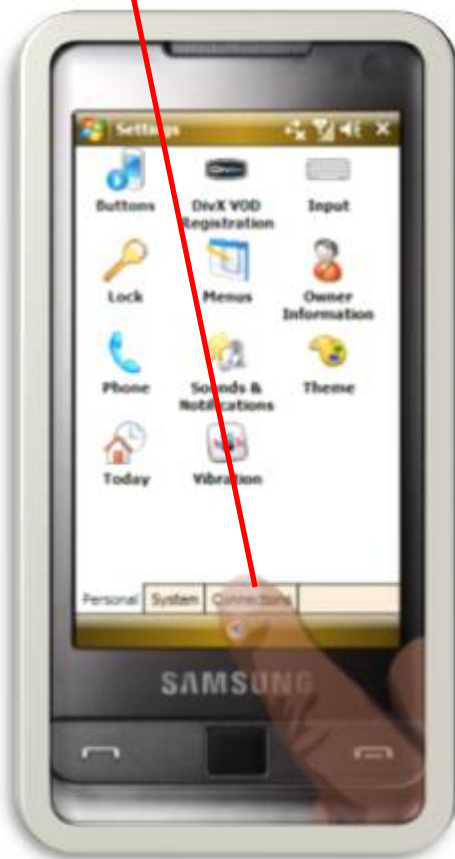 Settings
Buttons
DivX VOD
Registration
Input
Lock
Menus
Owner
Information
Phone
Sounds &
Notifications
Theme
Today
Vibration
Personal
System
Connections
SAMSUNG